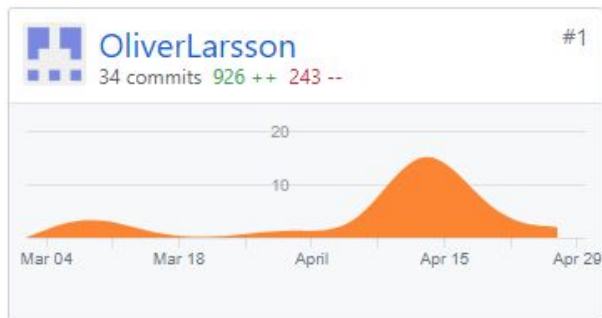 OliverLarsson #1
34 commits 926 ++ 243 --
20
10
Mar 04 Mar 18 April Apr 15 Apr 29